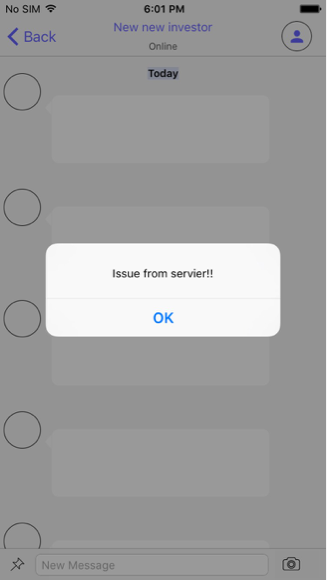 No SIM 6:01 PM
Back New new investor
Online
Today
Issue from servier!!
OK
New Message